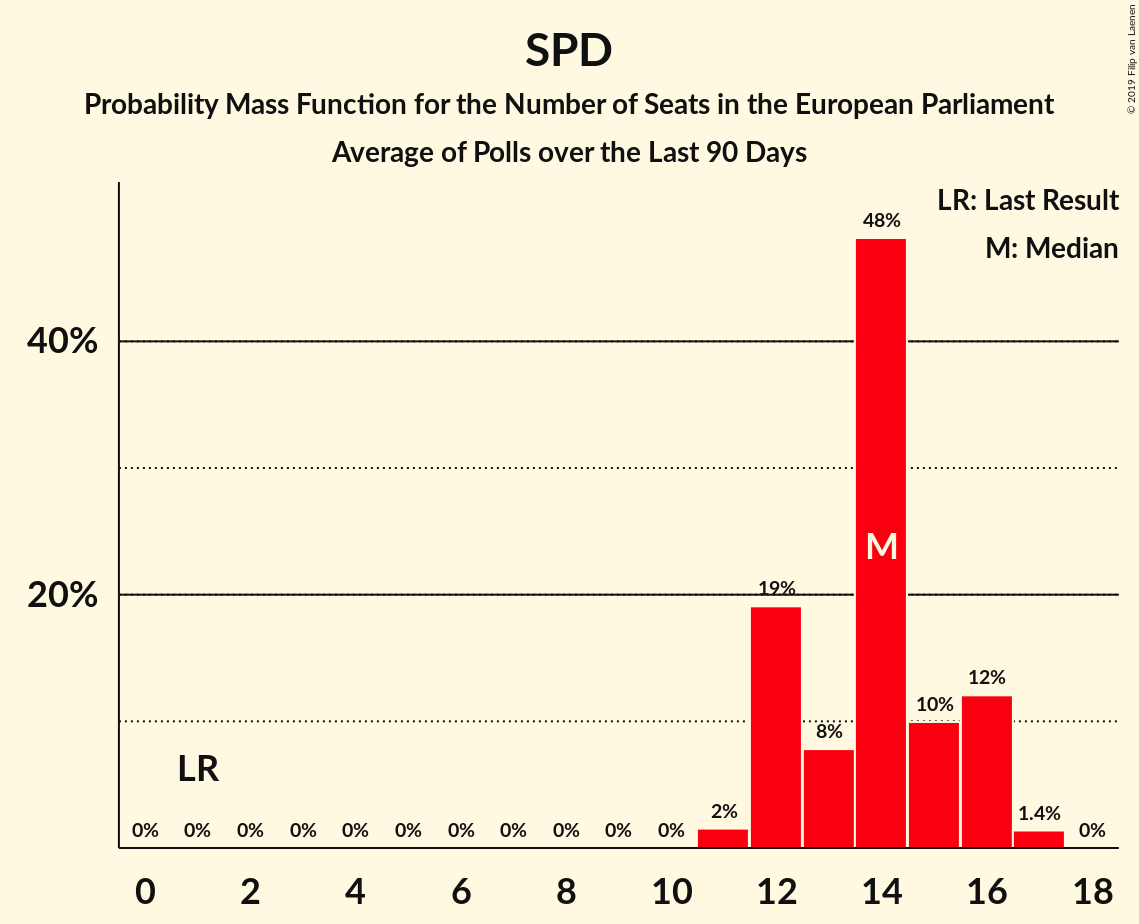 SPD
Probability Mass Function for the Number of Seats in the European Parliament
Average of Polls over the Last 90 Days
© 2019 Filip van Laenen
LR: Last Result
M: Median
48%
40%
M
19%
20%
12%
10%
8%
LR
2%
1.4%
0% 0% 0% 0% 0% 0% 0% 0% 0% 0% 0% 0%
0 2 4 6 8 10 12 14 16 18